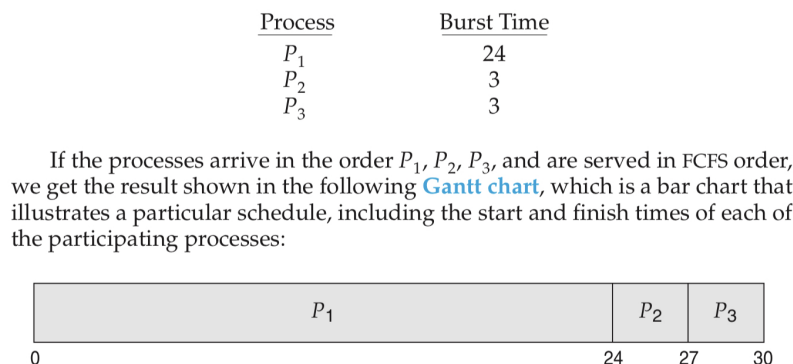 Process Burst Time
P1 24
P2 3
P3 3
If the processes arrive in the order P1, P2, P3, and are served in FCFS order,
we get the result shown in the following Gantt chart, which is a bar chart that
illustrates a particular schedule, including the start and finish times of each of
the participating processes:
P1 P2 P3
0 24 27 30